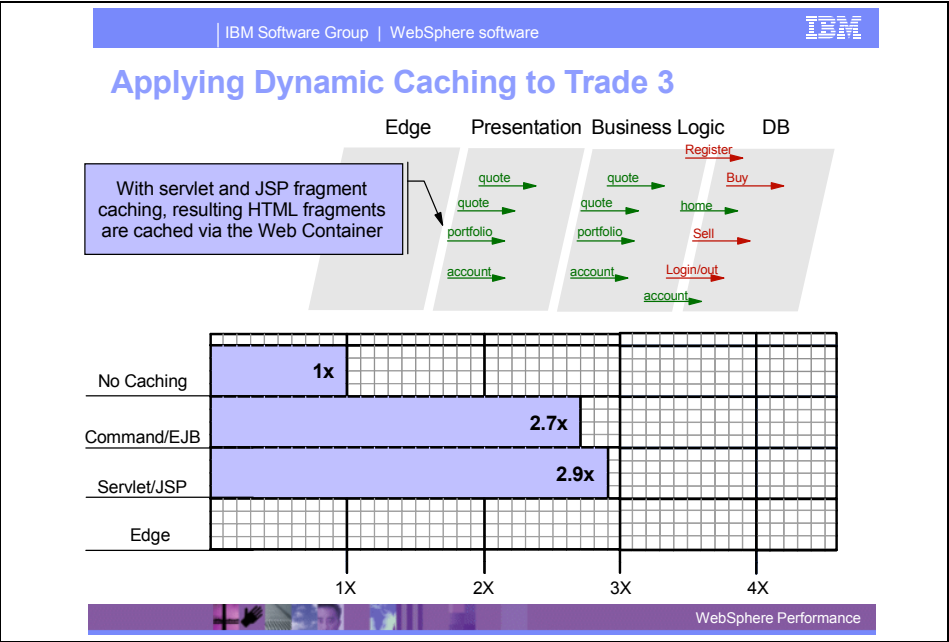 IBM Software Group | WebSphere software
IBM
Applying Dynamic Caching to Trade 3
Edge Presentation Business Logic DB
With servlet and JSP fragment
caching, resulting HTML fragments
are cached via the Web Container
Register
quote quote Buy
quote quote home
portfolio portfolio Sell
account account Login/out
account
No Caching 1x
Command/EJB 2.7x
Servlet/JSP 2.9x
Edge
1X 2X 3X 4X
WebSphere Performance